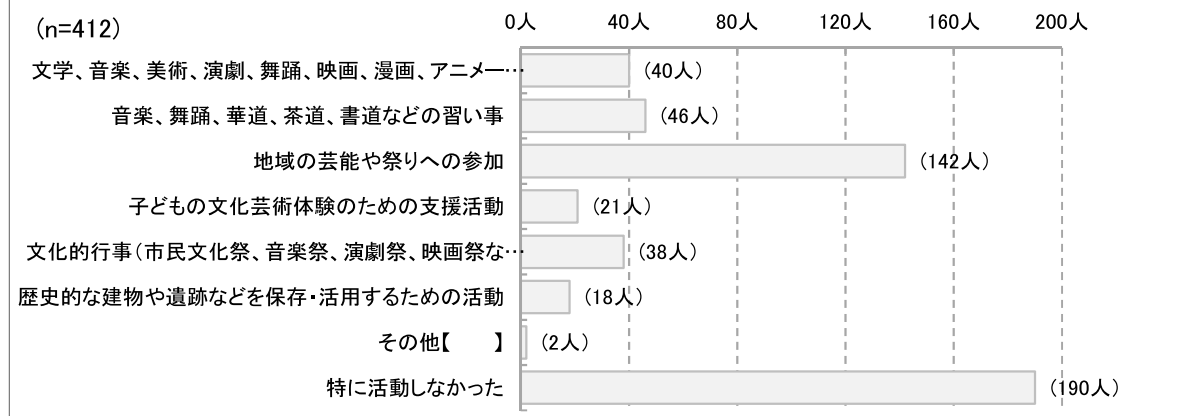 (n=412)
0人 40人 80人 120人 160人 200人
文学、音楽、美術、演劇、舞踊、映画、漫画、アニメー… (40人)
音楽、舞踊、華道、茶道、書道などの習い事 (46人)
地域の芸能や祭りへの参加 (142人)
子どもの文化芸術体験のための支援活動 (21人)
文化的行事(市民文化祭、音楽祭、演劇祭、映画祭な… (38人)
歴史的な建物や遺跡などを保存・活用するための活動 (18人)
その他【　　】 (2人)
特に活動しなかった (190人)